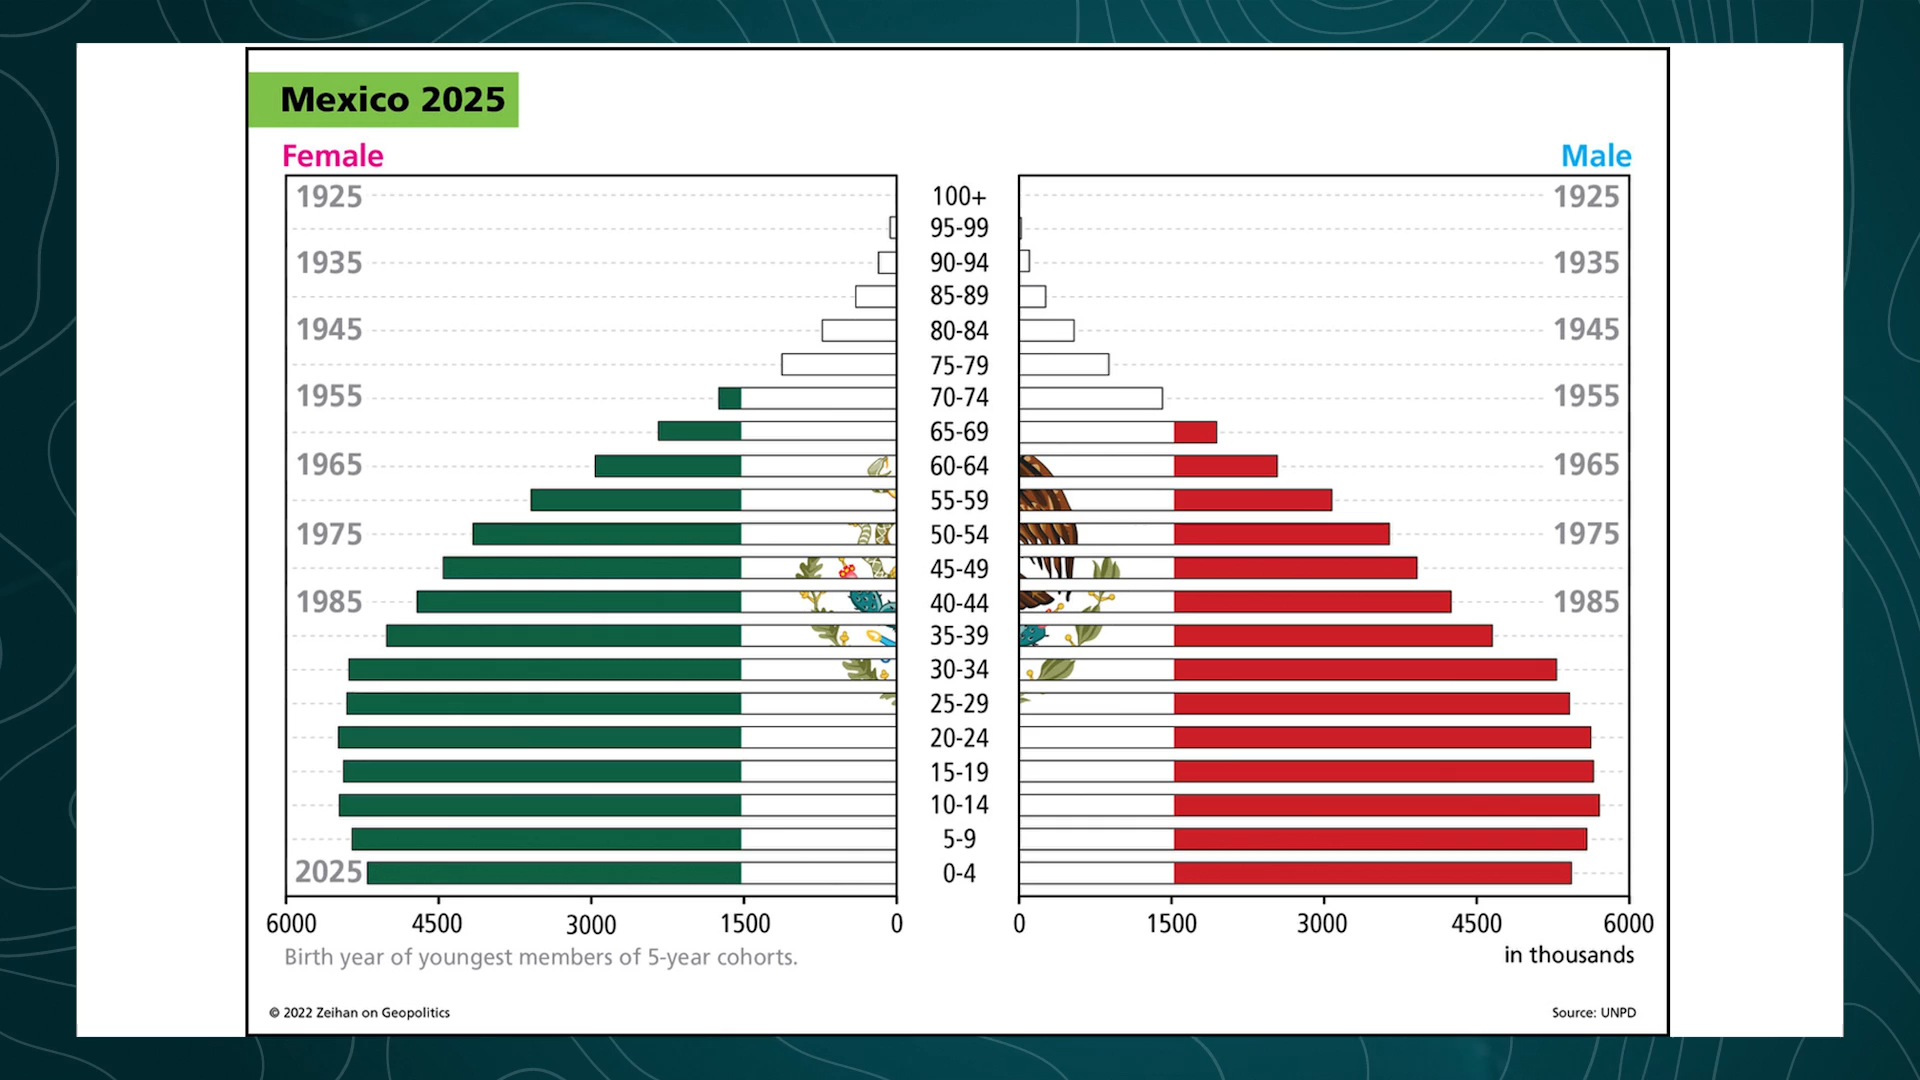 Mexico 2025
Female Male
1925 100+ 1925
95-99
1935 90-94 1935
85-89
1945 80-84 1945
75-79
1955 70-74 1955
65-69
1965 60-64 1965
55-59
1975 50-54 1975
45-49
1985 40-44 1985
35-39
30-34
25-29
20-24
15-19
10-14
5-9
2025 0-4
6000 4500 3000 1500 0 0 1500 3000 4500 6000
Birth year of youngest members of 5-year cohorts. in thousands
© 2022 Zeihan on Geopolitics Source: UNPD